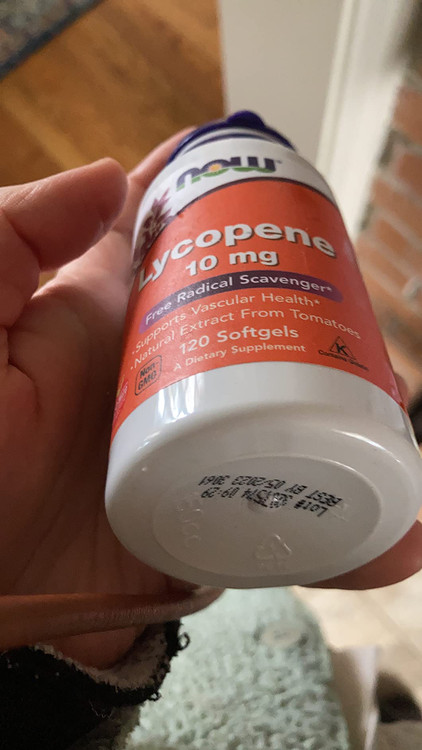 NOW
Lycopene
10 mg
Free Radical Scavenger*
• Supports Vascular Health*
• Natural Extract From Tomatoes
120 Softgels
A Dietary Supplement
Non
GMO
K
BEST BY 05/2023 3061